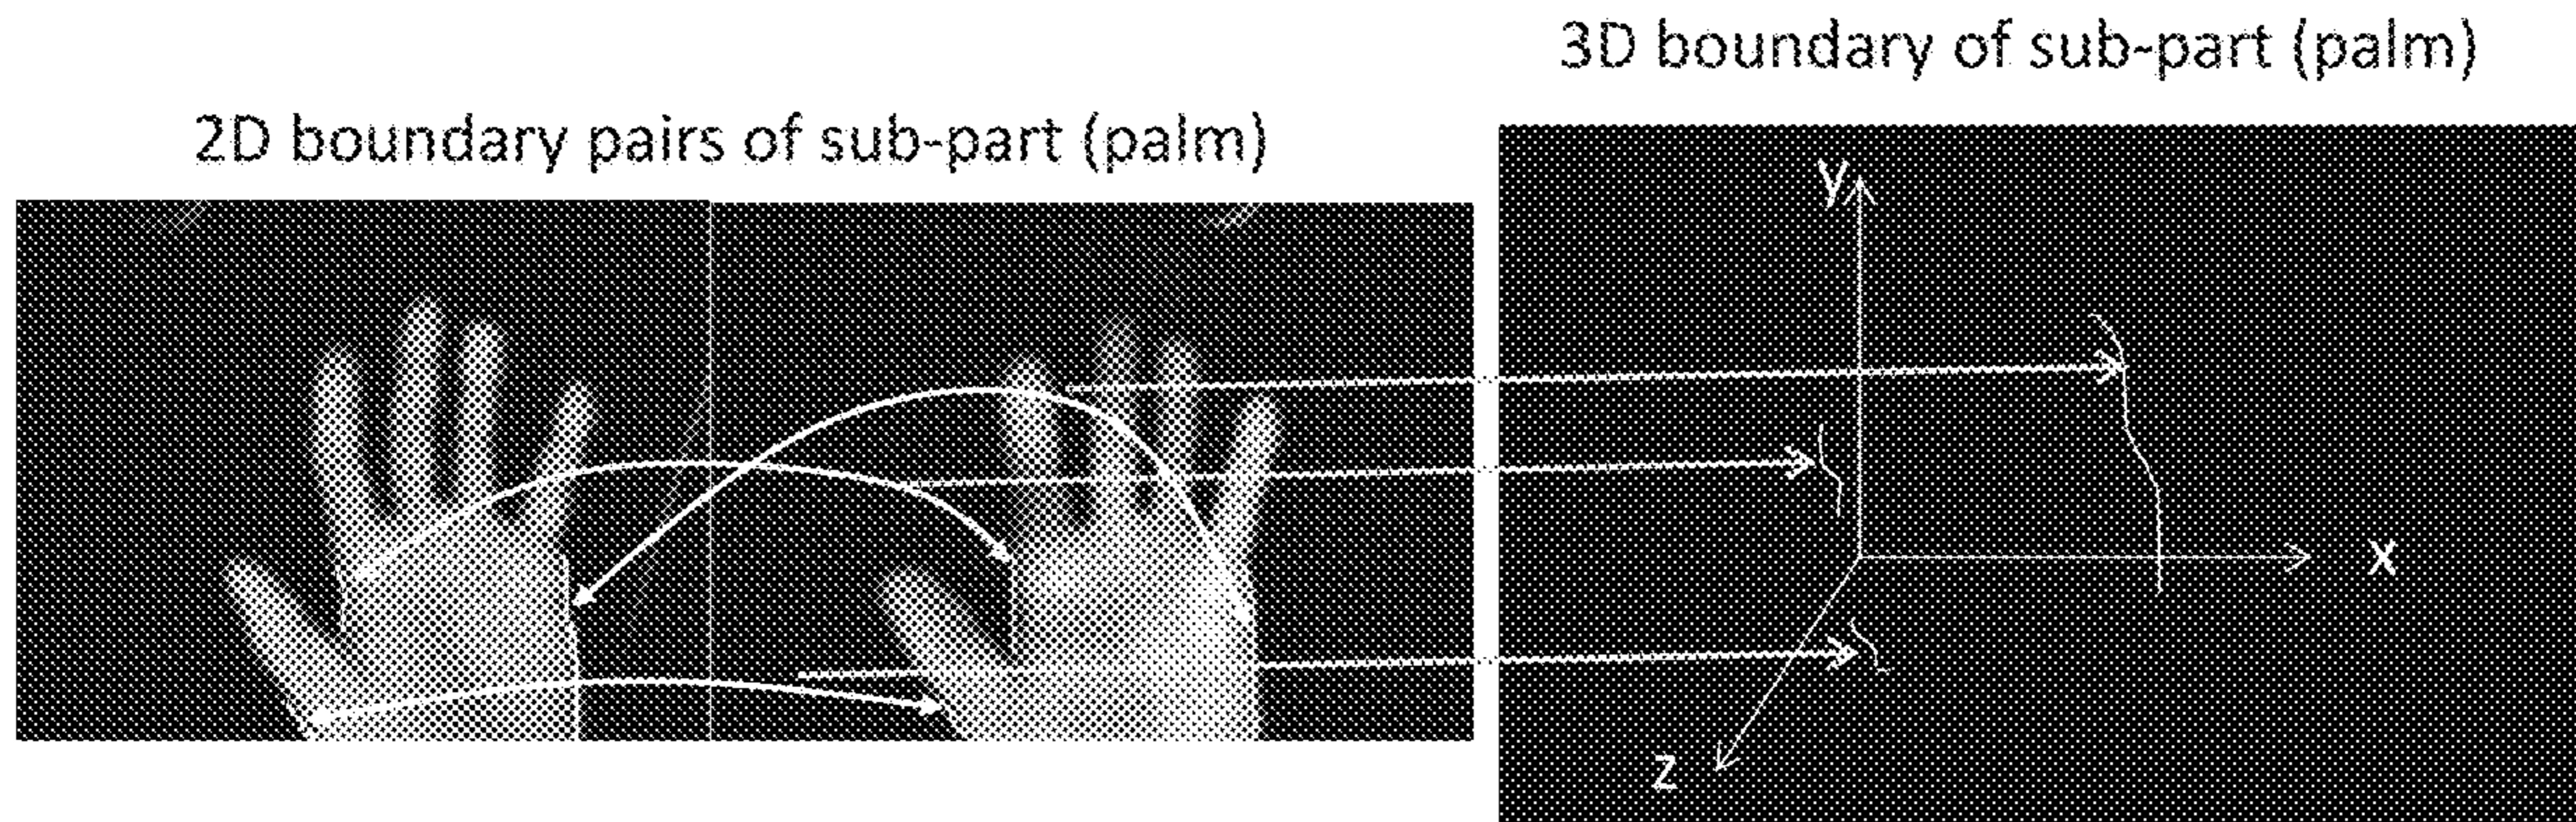 3D boundary of sub-part (palm)
2D boundary pairs of sub-part (palm)
y
x
z